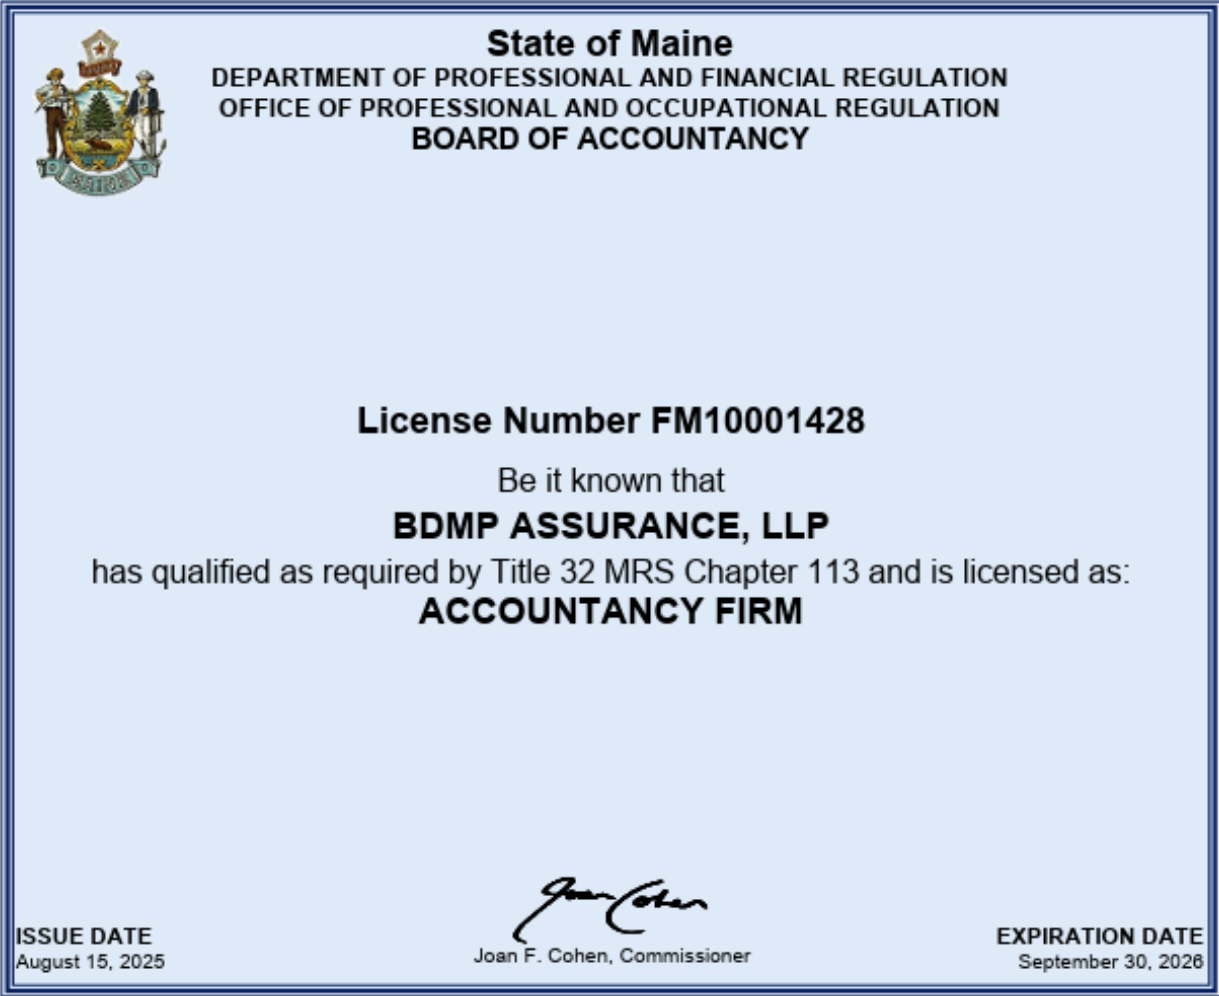 State of Maine
DEPARTMENT OF PROFESSIONAL AND FINANCIAL REGULATION
OFFICE OF PROFESSIONAL AND OCCUPATIONAL REGULATION
BOARD OF ACCOUNTANCY
MAINE
License Number FM10001428
Be it known that
BDMP ASSURANCE, LLP
has qualified as required by Title 32 MRS Chapter 113 and is licensed as:
ACCOUNTANCY FIRM
Joan Cohen
Joan F. Cohen, Commissioner
ISSUE DATE
August 15, 2025
EXPIRATION DATE
September 30, 2026